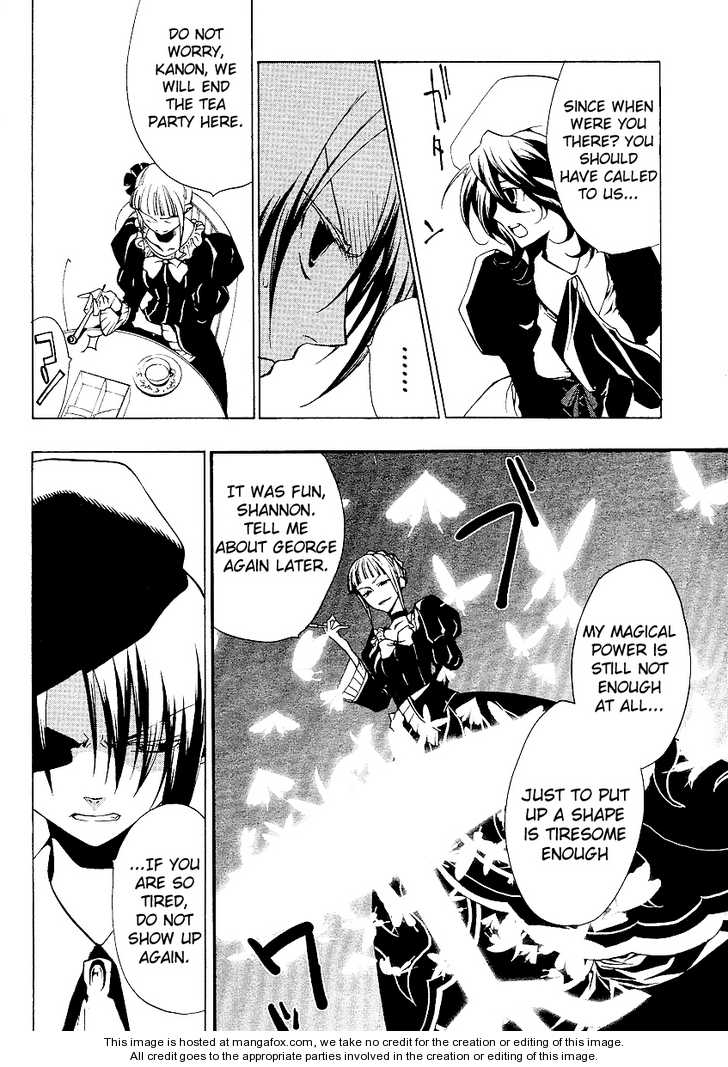 SINCE WHEN
WERE YOU
THERE? YOU
SHOULD
HAVE CALLED
TO US...
ガタ
DO NOT
WORRY,
KANON, WE
WILL END
THE TEA
PARTY HERE.
MY MAGICAL
POWER IS
STILL NOT
ENOUGH
AT ALL...
JUST TO PUT
UP A SHAPE
IS TIRESOME
ENOUGH
IT WAS FUN,
SHANNON.
TELL ME
ABOUT GEORGE
AGAIN LATER.
...IF YOU
ARE SO
TIRED,
DO NOT
SHOW UP
AGAIN.
This image is hosted at mangafox.com, we take no credit for the creation or editing of this image.
All credit goes to the appropriate parties involved in the creation or editing of this image.